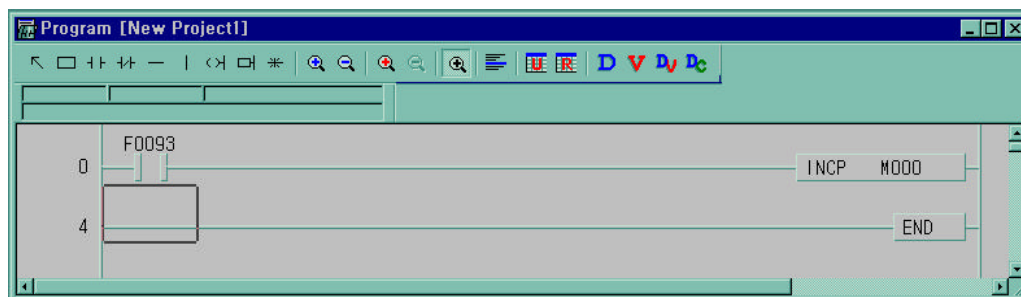 Program [New Project1]
U R D V DV DC
F0093
0 INCP M000
4 END